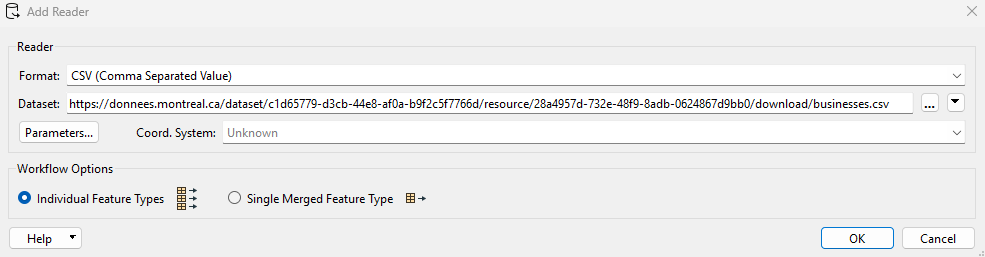 Add Reader
Reader
Format: CSV (Comma Separated Value)
Dataset: https://donnees.montreal.ca/dataset/c1d65779-d3cb-44e8-af0a-b9f2c5f7766d/resource/28a4957d-732e-48f9-8adb-0624867d9bb0/download/businesses.csv ...
Parameters... Coord. System: Unknown
Workflow Options
Individual Feature Types Single Merged Feature Type
Help OK Cancel